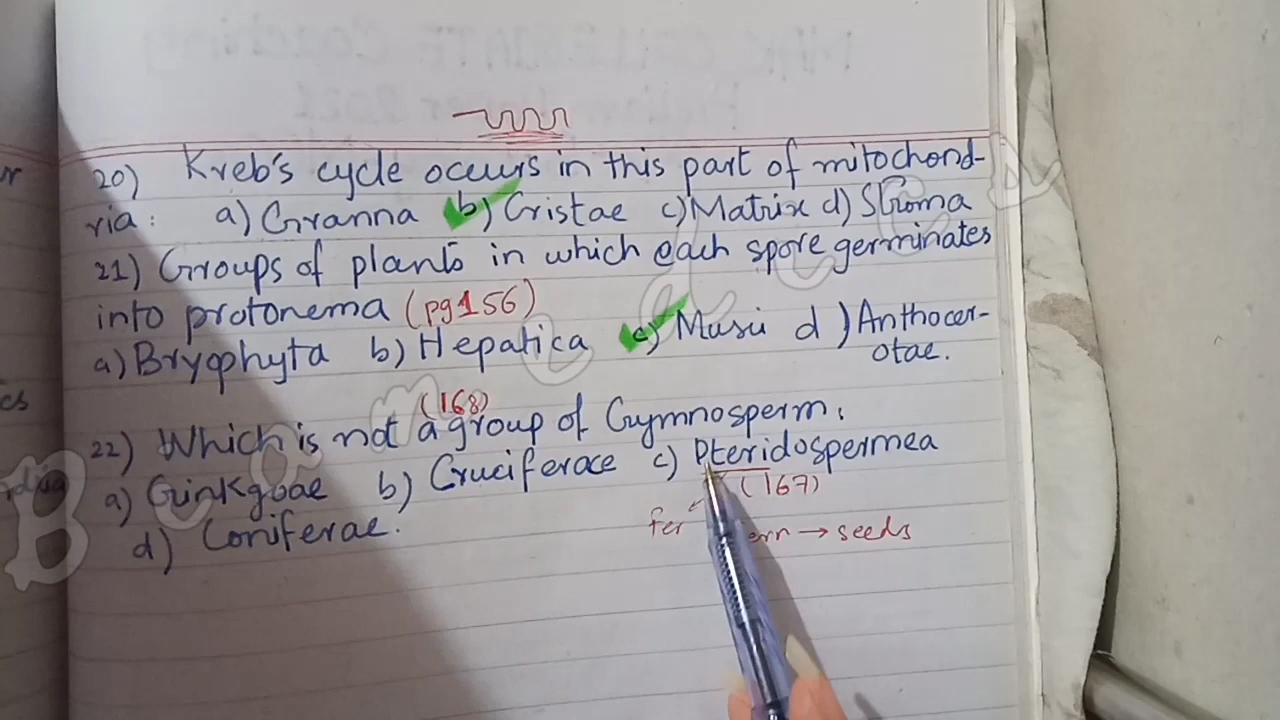 20) Kreb's cycle occurs in this part of mitochond-
ria: a) Granna b) Cristae c) Matrix d) Stroma
21) Groups of plants in which each spore germinates
into protonema (pg 156)
a) Bryophyta b) Hepatica c) Musci d) Anthocer-
otae.
(168)
22) Which is not a group of Gymnosperm.
a) Ginkgoae b) Cruciferace c) Pteridospermea
(167)
d) Coniferae.
seeds